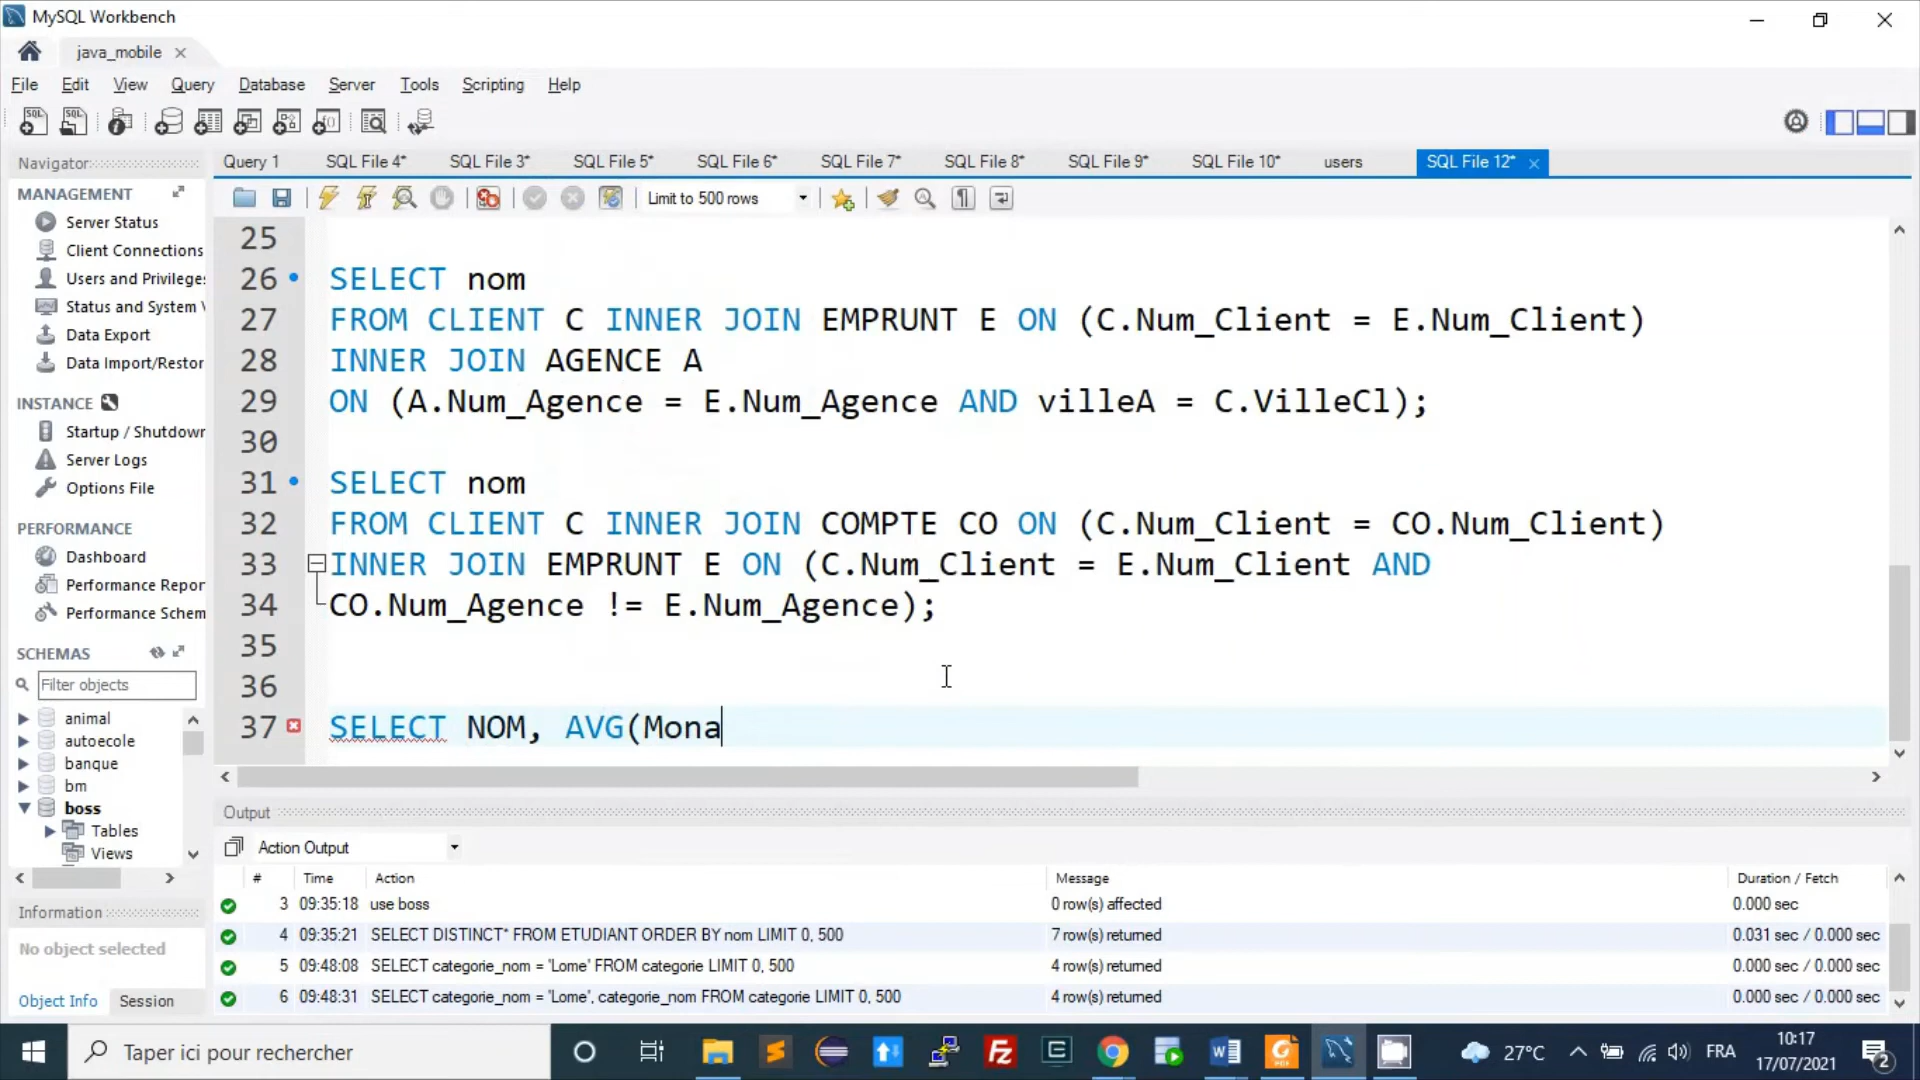 MySQL Workbench
java_mobile
File Edit View Query Database Server Tools Scripting Help
Navigator
Query 1 SQL File 4* SQL File 3* SQL File 5* SQL File 6* SQL File 7* SQL File 8* SQL File 9* SQL File 10* users SQL File 12*
MANAGEMENT
Server Status
Client Connections
Users and Privileges
Status and System V
Data Export
Data Import/Restor
INSTANCE
Startup / Shutdown
Server Logs
Options File
PERFORMANCE
Dashboard
Performance Repor
Performance Schem
SCHEMAS
Filter objects
animal
autoecole
banque
bm
boss
Tables
Views
Information
No object selected
Object Info Session
Limit to 500 rows
25
26 SELECT nom
27 FROM CLIENT C INNER JOIN EMPRUNT E ON (C.Num_Client = E.Num_Client)
28 INNER JOIN AGENCE A
29 ON (A.Num_Agence = E.Num_Agence AND villeA = C.VilleCl);
30
31 SELECT nom
32 FROM CLIENT C INNER JOIN COMPTE CO ON (C.Num_Client = CO.Num_Client)
33 INNER JOIN EMPRUNT E ON (C.Num_Client = E.Num_Client AND
34 CO.Num_Agence != E.Num_Agence);
35
36
37 SELECT NOM, AVG(Mona
Output
Action Output
# Time Action Message Duration / Fetch
3 09:35:18 use boss 0 row(s) affected 0.000 sec
4 09:35:21 SELECT DISTINCT* FROM ETUDIANT ORDER BY nom LIMIT 0, 500 7 row(s) returned 0.031 sec / 0.000 sec
5 09:48:08 SELECT categorie_nom = 'Lome' FROM categorie LIMIT 0, 500 4 row(s) returned 0.000 sec / 0.000 sec
6 09:48:31 SELECT categorie_nom = 'Lome', categorie_nom FROM categorie LIMIT 0, 500 4 row(s) returned 0.000 sec / 0.000 sec
Taper ici pour rechercher
27°C FRA
10:17
17/07/2021
2